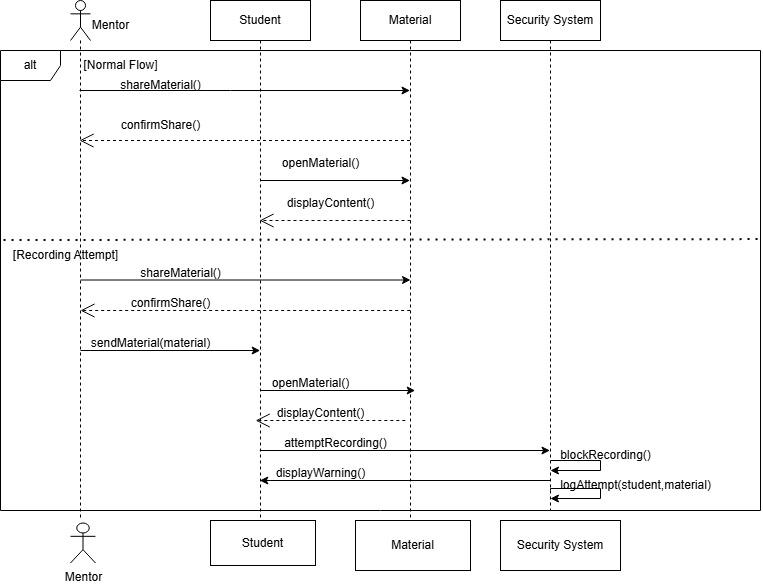 Mentor
Student
Material
Security System
alt
[Normal Flow]
shareMaterial()
confirmShare()
openMaterial()
displayContent()
[Recording Attempt]
shareMaterial()
confirmShare()
sendMaterial(material)
openMaterial()
displayContent()
attemptRecording()
blockRecording()
displayWarning()
logAttempt(student,material)
Student
Material
Security System
Mentor